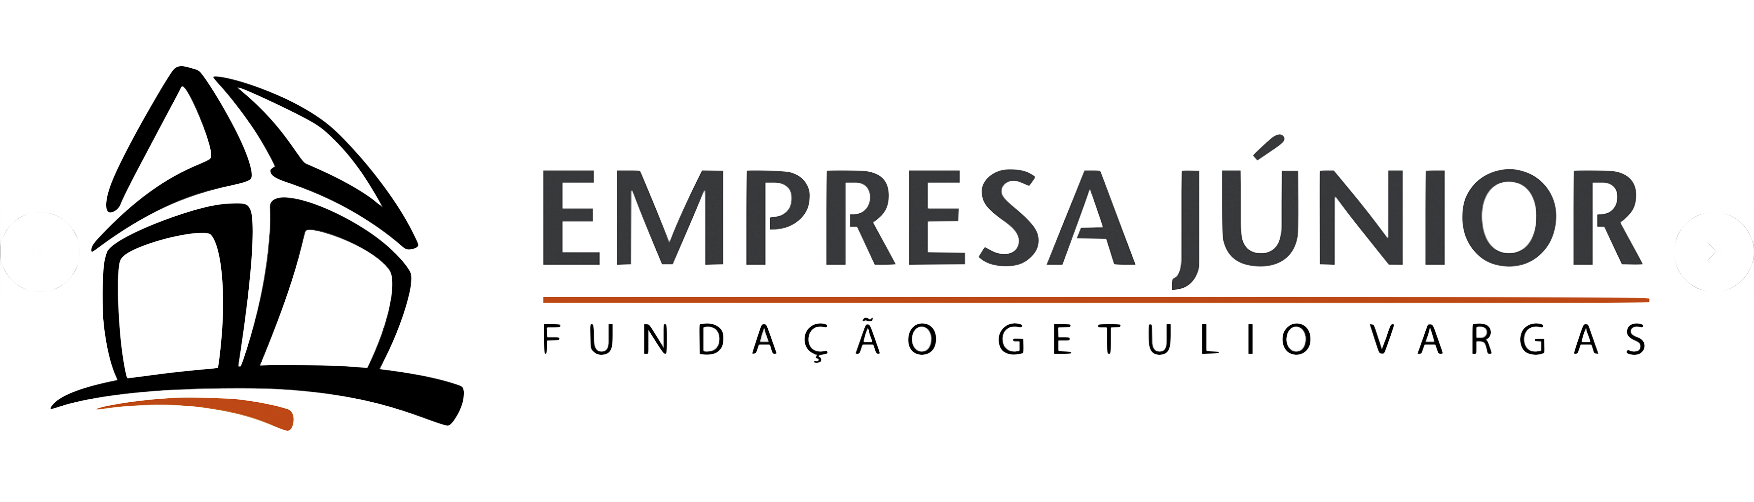 EMPRESA JÚNIOR
FUNDAÇÃO GETULIO VARGAS